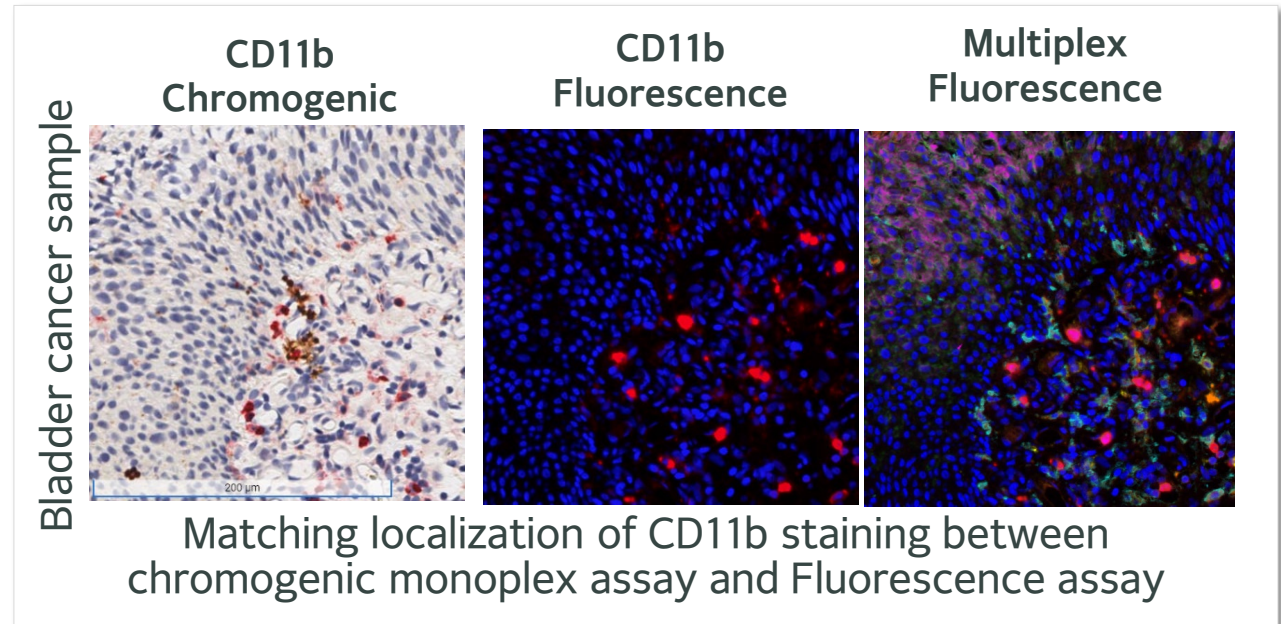 CD11b
Chromogenic
CD11b
Fluorescence
Multiplex
Fluorescence
Bladder cancer sample
200 µm
Matching localization of CD11b staining between
chromogenic monoplex assay and Fluorescence assay